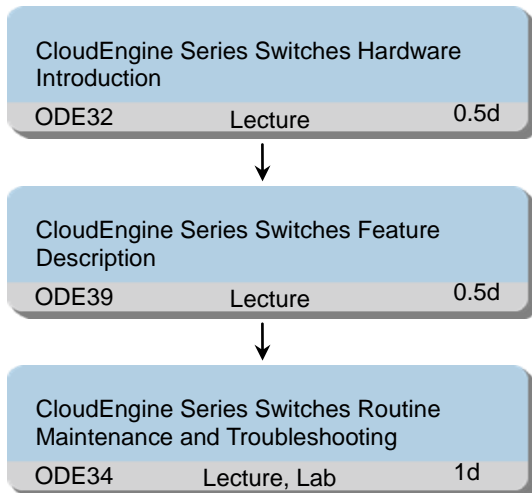 CloudEngine Series Switches Hardware
Introduction
ODE32 Lecture 0.5d
CloudEngine Series Switches Feature
Description
ODE39 Lecture 0.5d
CloudEngine Series Switches Routine
Maintenance and Troubleshooting
ODE34 Lecture, Lab 1d